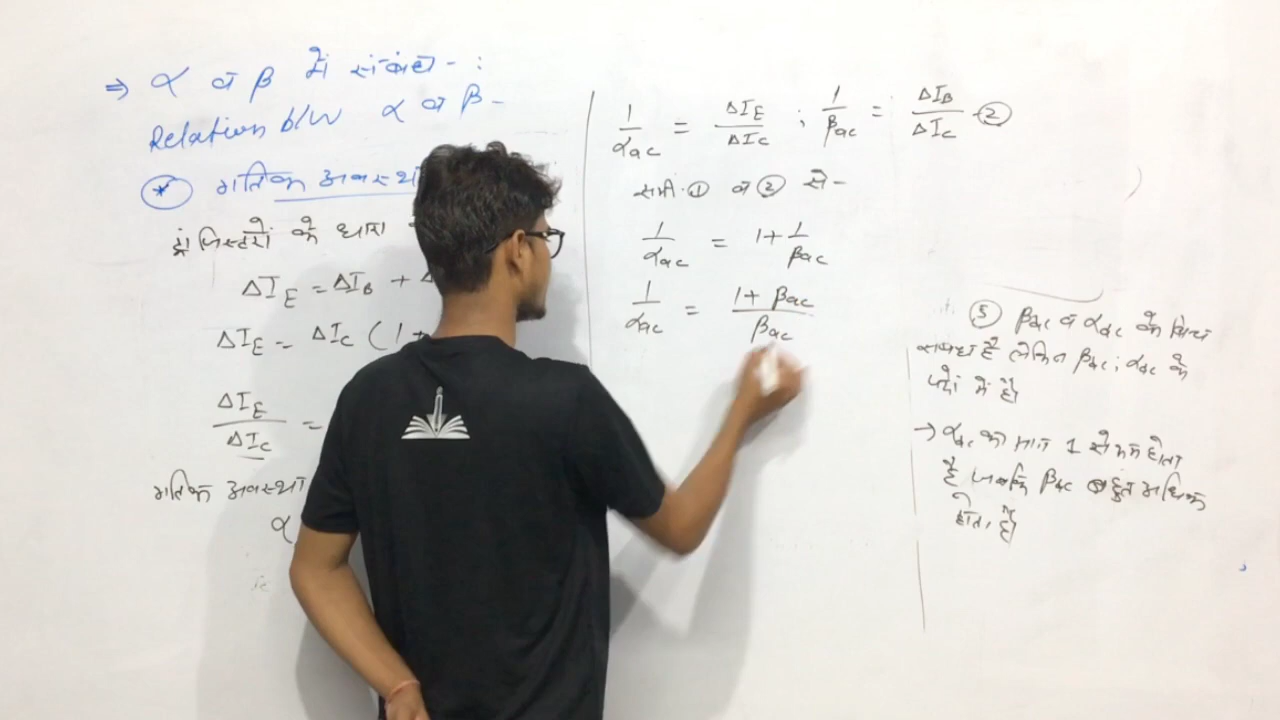 ⇒ α व β में संबंध - :
Relation b/w α व β -
* गतिक अवस्था
ट्रांजिस्टरों के धारा
ΔI_E = ΔI_B + Δ
ΔI_E = ΔI_C (1+
ΔI_E / ΔI_C =
गतिक अवस्था
α
1/α_ac = ΔI_E/ΔI_C ; 1/β_ac = ΔI_B/ΔI_C -②
समी. ① व ② से -
1/α_ac = 1 + 1/β_ac
1/α_ac = (1 + β_ac)/β_ac
⑤ β_ac व α_ac के
है लेकिन β_ac ; α_ac के
में है।
→ α_ac का मान 1 से कम होता
है जबकि β_ac बहुत अधिक
होता है।